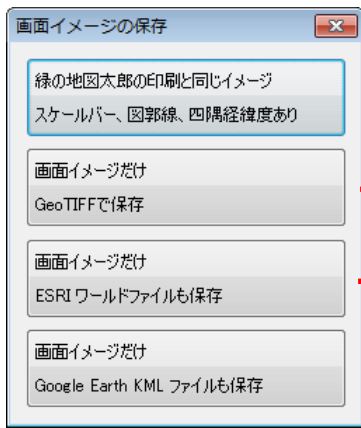 画面イメージの保存
緑の地図太郎の印刷と同じイメージ
スケールバー、図郭線、四隅経緯度あり
画面イメージだけ
GeoTIFFで保存
画面イメージだけ
ESRI ワールドファイルも保存
画面イメージだけ
Google Earth KML ファイルも保存